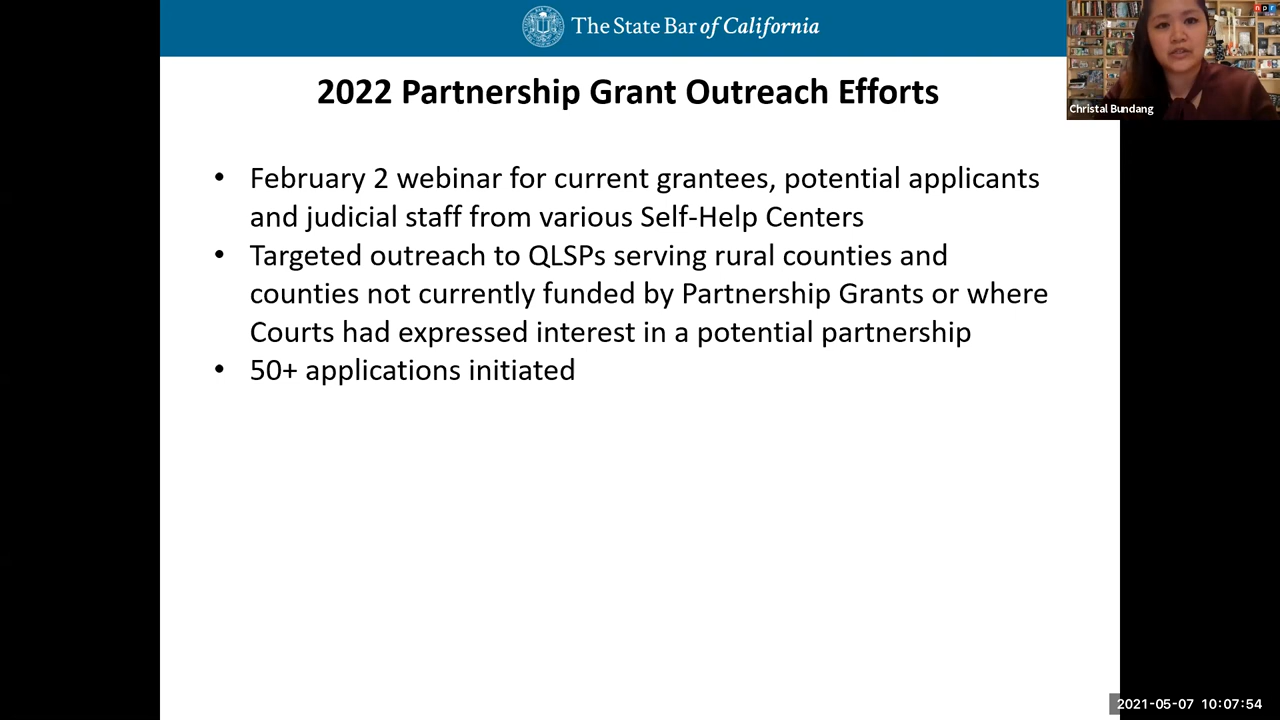 The State Bar of California
2022 Partnership Grant Outreach Efforts
• February 2 webinar for current grantees, potential applicants
and judicial staff from various Self-Help Centers
• Targeted outreach to QLSPs serving rural counties and
counties not currently funded by Partnership Grants or where
Courts had expressed interest in a potential partnership
• 50+ applications initiated
npr
Christal Bundang
2021-05-07 10:07:54